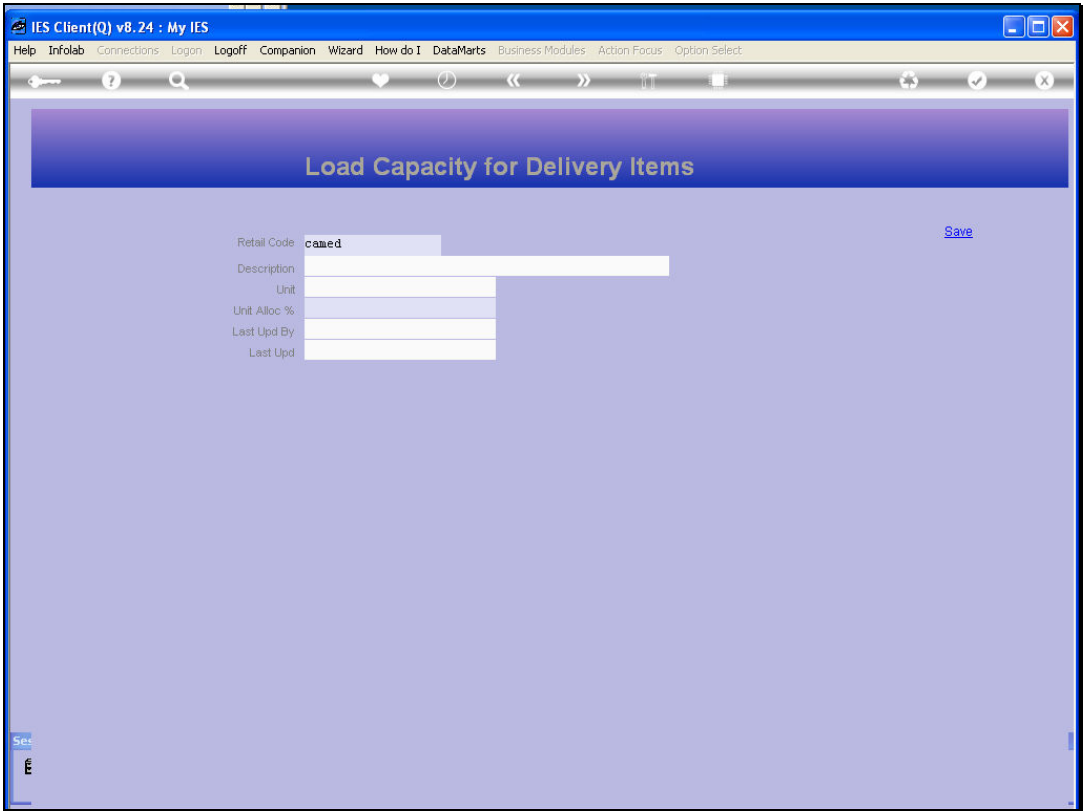 IES Client(Q) v8.24 : My IES
Help Infolab Connections Logon Logoff Companion Wizard How do I DataMarts Business Modules Action Focus Option Select
Load Capacity for Delivery Items
Save
Retail Code camed
Description
Unit
Unit Alloc %
Last Upd By
Last Upd